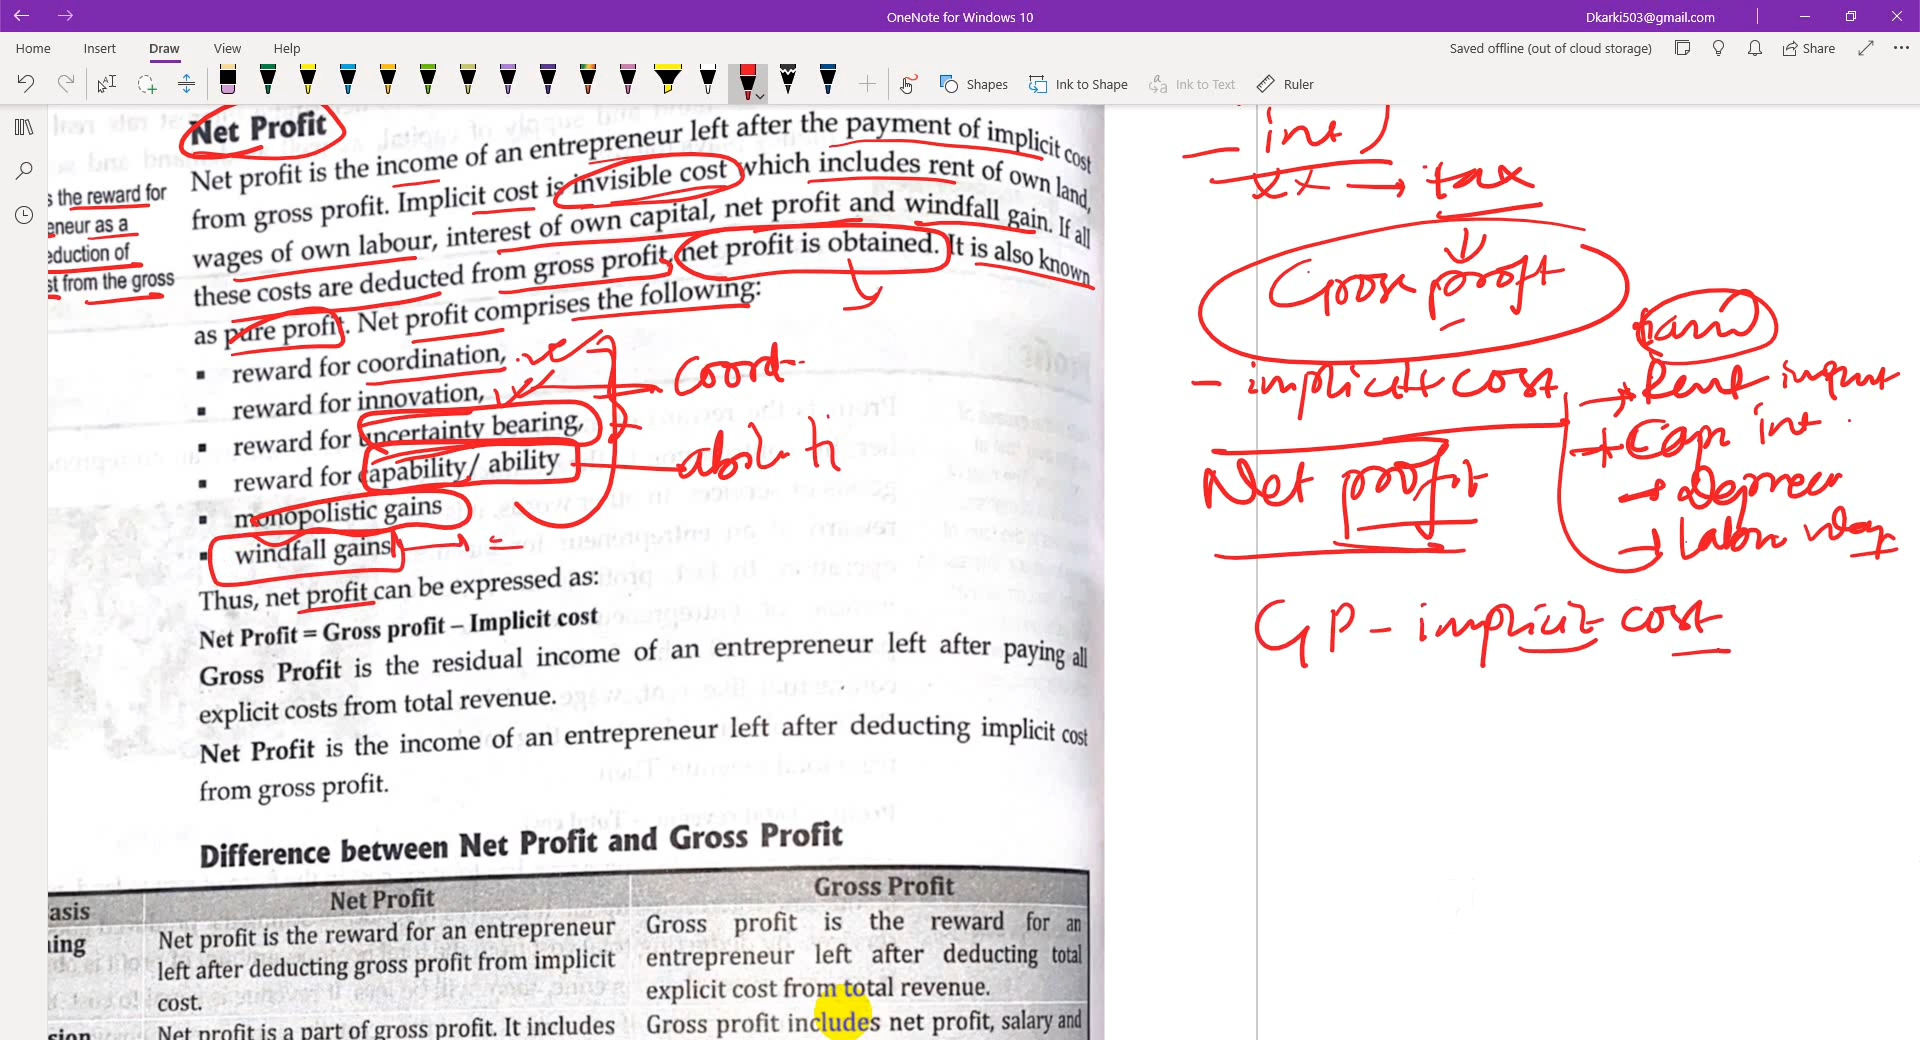 OneNote for Windows 10
Dkarki503@gmail.com
Home Insert Draw View Help
Saved offline (out of cloud storage)
Share
Shapes Ink to Shape Ink to Text Ruler
Net Profit
Net profit is the income of an entrepreneur left after the payment of implicit cost
from gross profit. Implicit cost is invisible cost which includes rent of own land,
wages of own labour, interest of own capital, net profit and windfall gain. If all
these costs are deducted from gross profit, net profit is obtained. It is also known
as pure profit. Net profit comprises the following:
▪ reward for coordination,
▪ reward for innovation,
▪ reward for uncertainty bearing,
▪ reward for capability/ ability
▪ monopolistic gains
▪ windfall gains
Thus, net profit can be expressed as:
Net Profit = Gross profit – Implicit cost
Gross Profit is the residual income of an entrepreneur left after paying all
explicit costs from total revenue.
Net Profit is the income of an entrepreneur left after deducting implicit cost
from gross profit.
Difference between Net Profit and Gross Profit
asis Net Profit Gross Profit
Net profit is the reward for an entrepreneur
left after deducting gross profit from implicit
cost.
Gross profit is the reward for an
entrepreneur left after deducting total
explicit cost from total revenue.
Net profit is a part of gross profit. It includes
Gross profit includes net profit, salary and
s the reward for
eneur as a
eduction of
st from the gross
coord
abiliti
- int )
xx → tax
Gross profit
- implicit cost
Net profit
→ Rent
→ int
→ Labor
GP - implicit cost